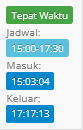 Tepat Waktu
Jadwal:
15:00-17:30
Masuk:
15:03:04
Keluar:
17:17:13